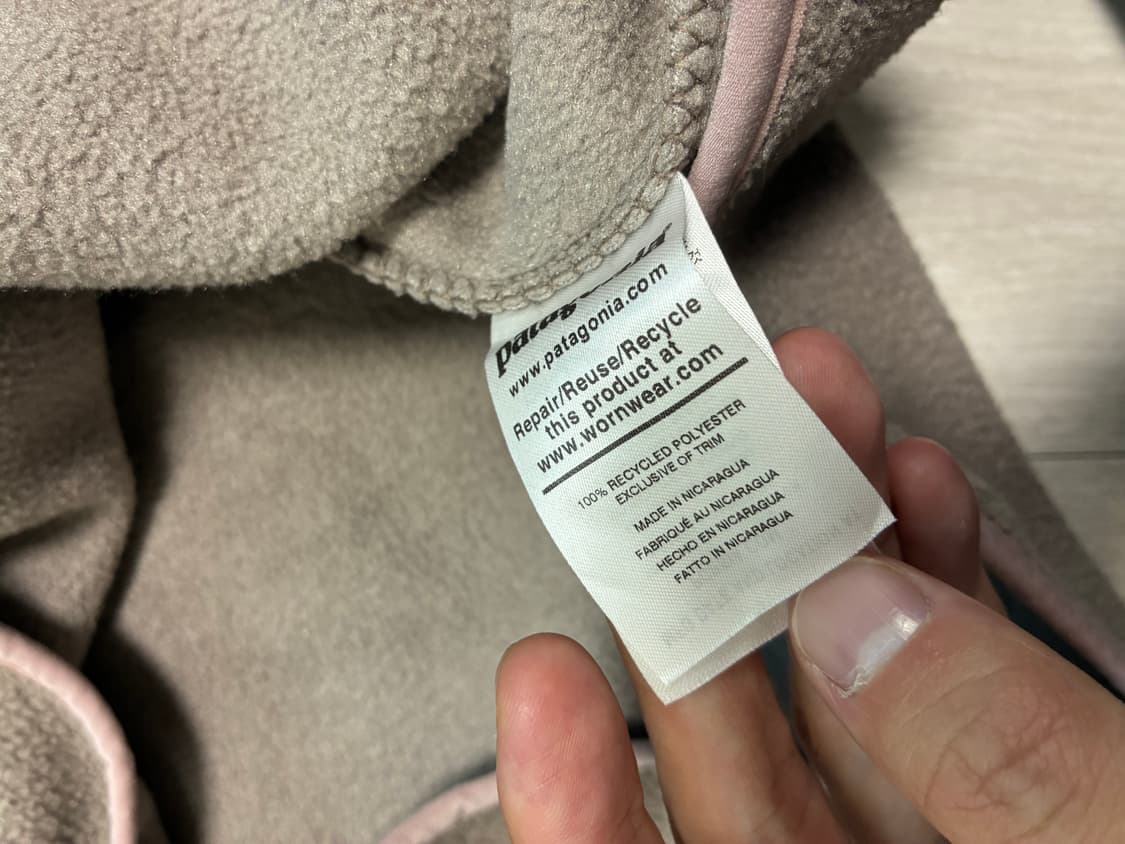 patagonia
www.patagonia.com
Repair/Reuse/Recycle
this product at
www.wornwear.com
100% RECYCLED POLYESTER
EXCLUSIVE OF TRIM
MADE IN NICARAGUA
FABRIQUÉ AU NICARAGUA
HECHO EN NICARAGUA
FATTO IN NICARAGUA